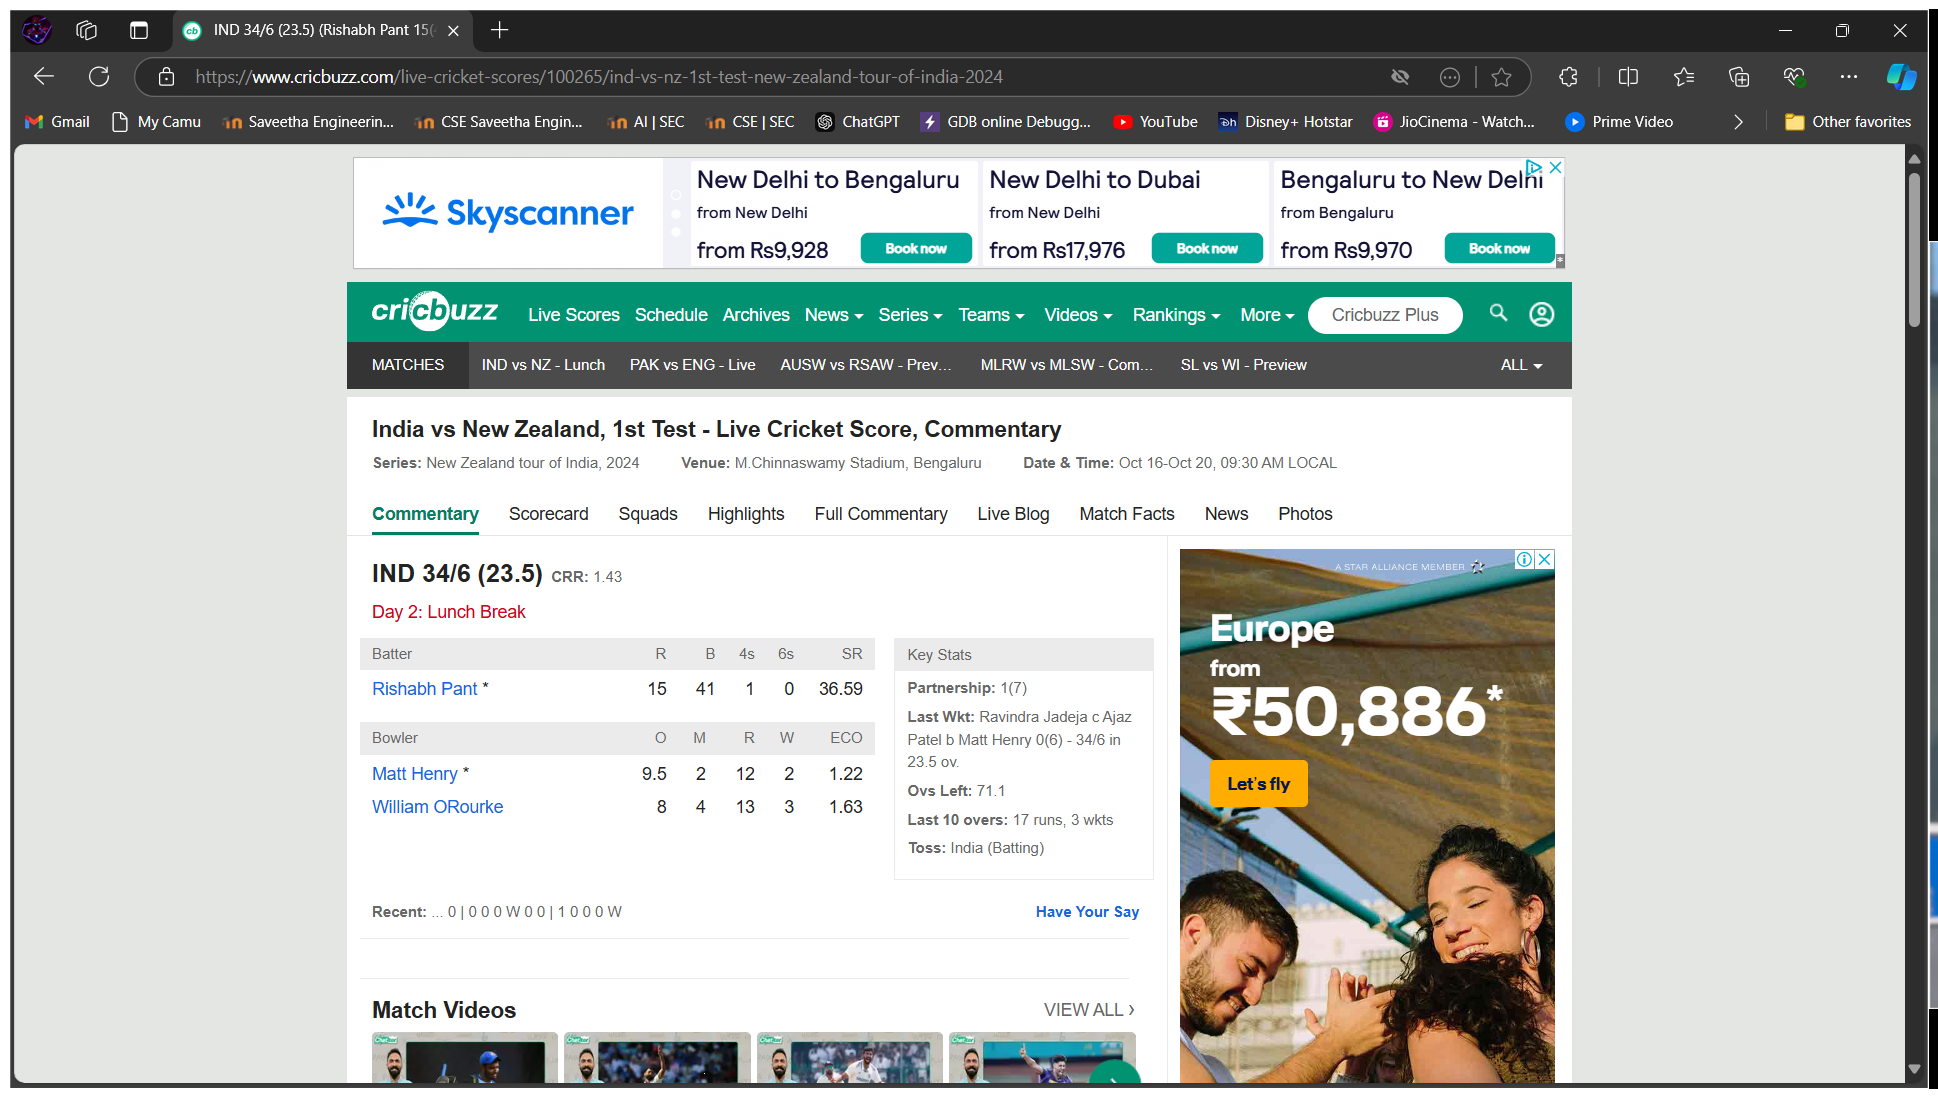 IND 34/6 (23.5) (Rishabh Pant 15(
https://www.cricbuzz.com/live-cricket-scores/100265/ind-vs-nz-1st-test-new-zealand-tour-of-india-2024
Gmail My Camu Saveetha Engineerin... CSE Saveetha Engin... AI | SEC CSE | SEC ChatGPT GDB online Debugg... YouTube Disney+ Hotstar JioCinema - Watch... Prime Video Other favorites
Skyscanner
New Delhi to Bengaluru
from New Delhi
from Rs9,928 Book now
New Delhi to Dubai
from New Delhi
from Rs17,976 Book now
Bengaluru to New Delhi
from Bengaluru
from Rs9,970 Book now
cricbuzz Live Scores Schedule Archives News Series Teams Videos Rankings More Cricbuzz Plus
MATCHES IND vs NZ - Lunch PAK vs ENG - Live AUSW vs RSAW - Prev... MLRW vs MLSW - Com... SL vs WI - Preview ALL
India vs New Zealand, 1st Test - Live Cricket Score, Commentary
Series: New Zealand tour of India, 2024 Venue: M.Chinnaswamy Stadium, Bengaluru Date & Time: Oct 16-Oct 20, 09:30 AM LOCAL
Commentary Scorecard Squads Highlights Full Commentary Live Blog Match Facts News Photos
IND 34/6 (23.5) CRR: 1.43
Day 2: Lunch Break
Batter R B 4s 6s SR
Rishabh Pant * 15 41 1 0 36.59
Bowler O M R W ECO
Matt Henry * 9.5 2 12 2 1.22
William ORourke 8 4 13 3 1.63
Key Stats
Partnership: 1(7)
Last Wkt: Ravindra Jadeja c Ajaz
Patel b Matt Henry 0(6) - 34/6 in
23.5 ov.
Ovs Left: 71.1
Last 10 overs: 17 runs, 3 wkts
Toss: India (Batting)
Recent: ... 0 | 0 0 0 W 0 0 | 1 0 0 0 W
Have Your Say
Match Videos VIEW ALL ›
A STAR ALLIANCE MEMBER
Europe
from
₹50,886*
Let's fly